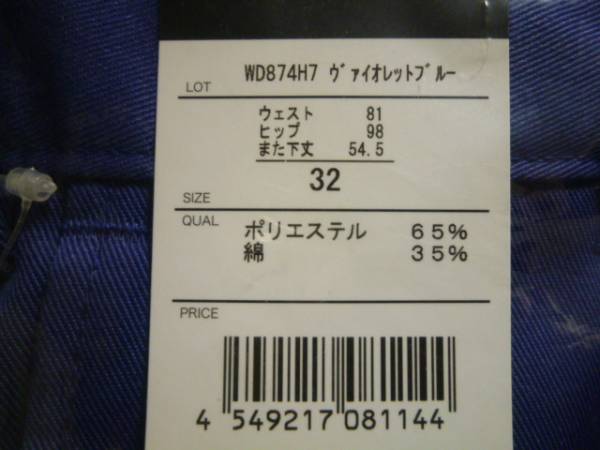 LOT WD874H7 ヴァイオレットブルー
ウェスト 81
ヒップ 98
また下丈 54.5
SIZE 32
QUAL ポリエステル 65%
綿 35%
PRICE
4 549217 081144